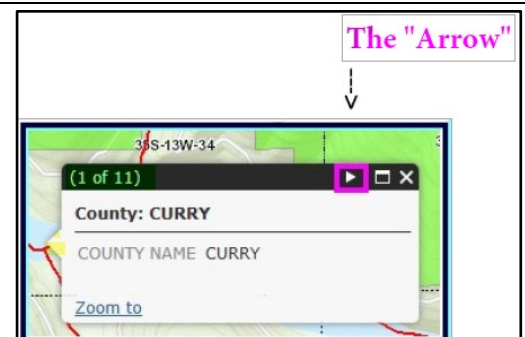 The "Arrow"
35S-13W-34
(1 of 11)
County: CURRY
COUNTY NAME CURRY
Zoom to